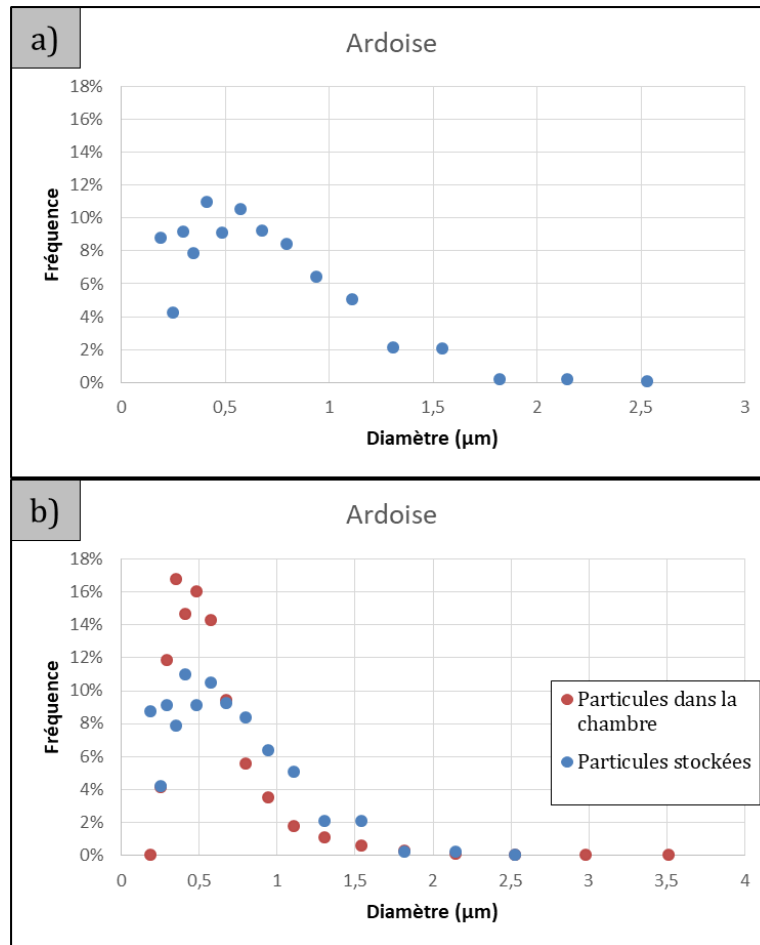 a)
Ardoise
18%
16%
14%
12%
10%
8%
6%
4%
2%
0%
Fréquence
0 0,5 1 1,5 2 2,5 3
Diamètre (µm)
b)
Ardoise
18%
16%
14%
12%
10%
8%
6%
4%
2%
0%
Fréquence
Particules dans la
chambre
Particules stockées
0 0,5 1 1,5 2 2,5 3 3,5 4
Diamètre (µm)